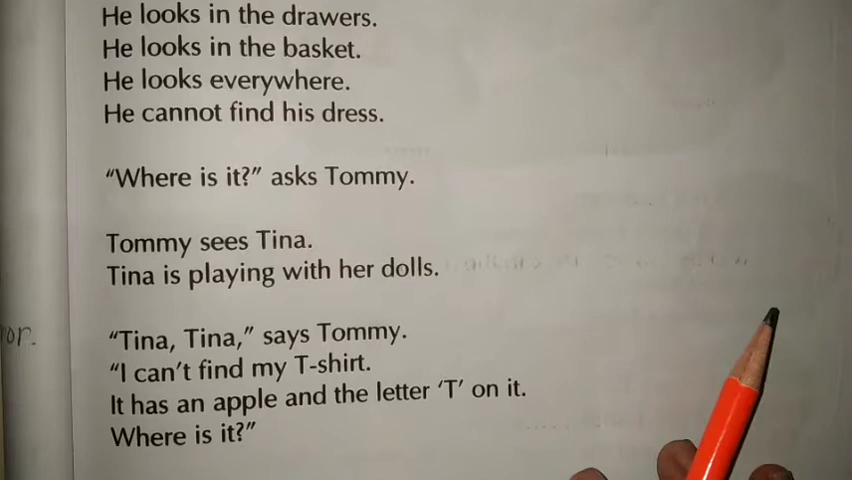 He looks in the drawers.
He looks in the basket.
He looks everywhere.
He cannot find his dress.
“Where is it?” asks Tommy.
Tommy sees Tina.
Tina is playing with her dolls.
“Tina, Tina,” says Tommy.
“I can’t find my T-shirt.
It has an apple and the letter ‘T’ on it.
Where is it?”